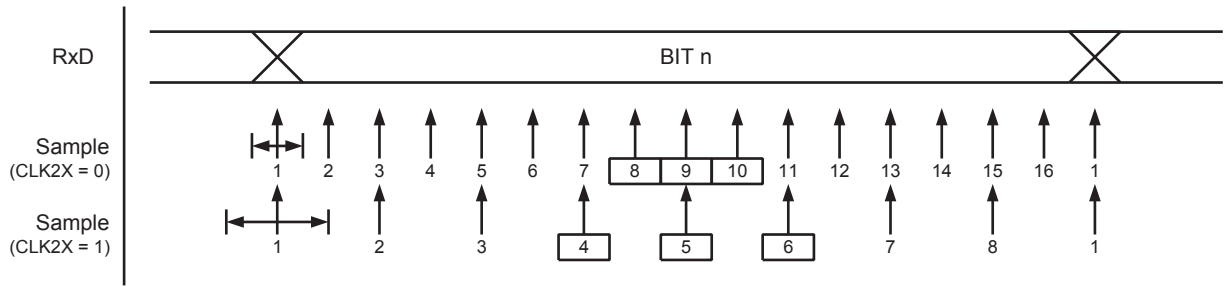 RxD BIT n
Sample
(CLK2X = 0) 1 2 3 4 5 6 7 8 9 10 11 12 13 14 15 16 1
Sample
(CLK2X = 1) 1 2 3 4 5 6 7 8 1